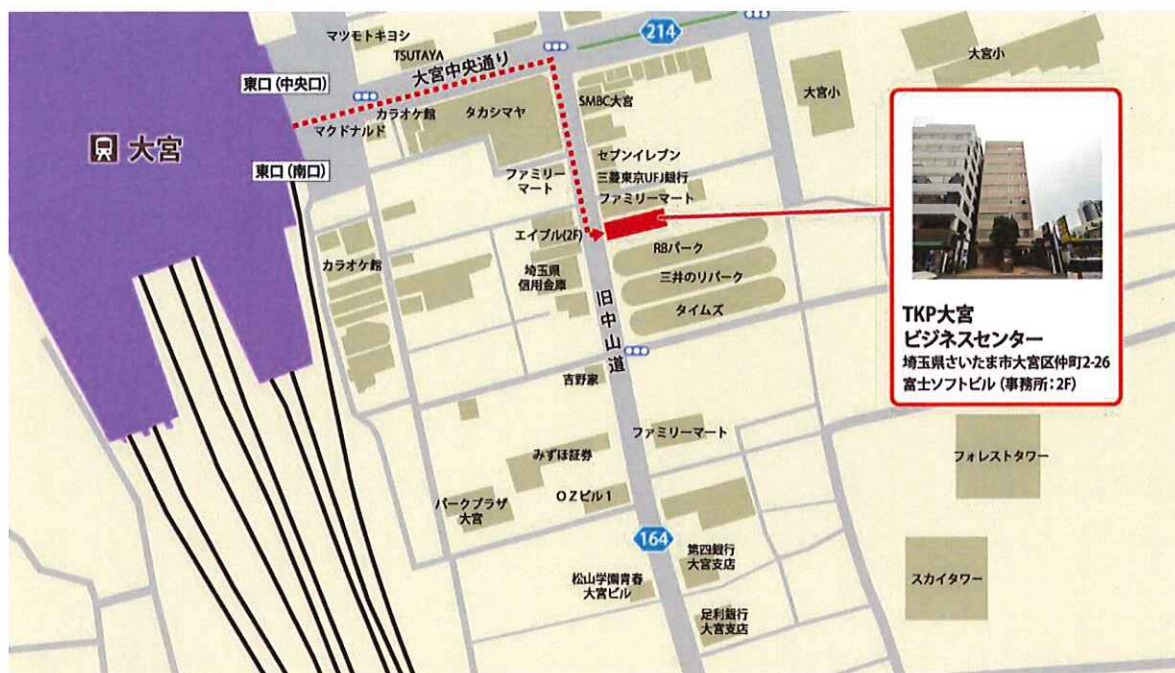 マツモトキヨシ
TSUTAYA
大宮中央通り
214
大宮小
東口(中央口)
カラオケ館
タカシマヤ
SMBC大宮
大宮小
マクドナルド
大宮
東口(南口)
ファミリー
マート
セブンイレブン
三菱東京UFJ銀行
ファミリーマート
エイブル(2F)
RBパーク
カラオケ館
埼玉県
信用金庫
三井のリパーク
タイムズ
旧中山道
TKP大宮
ビジネスセンター
埼玉県さいたま市大宮区仲町2-26
富士ソフトビル(事務所:2F)
吉野家
ファミリーマート
みずほ証券
フォレストタワー
パークプラザ
大宮
OZビル1
164
第四銀行
大宮支店
松山学園青春
大宮ビル
スカイタワー
足利銀行
大宮支店